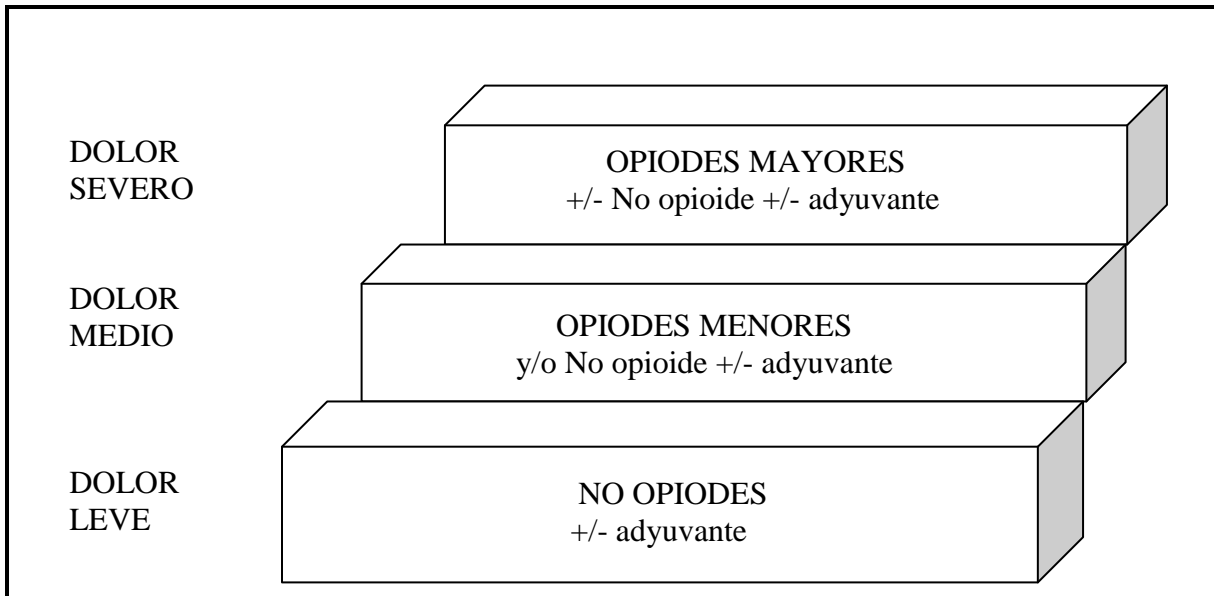 DOLOR
SEVERO
OPIODES MAYORES
+/- No opioide +/- adyuvante
DOLOR
MEDIO
OPIODES MENORES
y/o No opioide +/- adyuvante
DOLOR
LEVE
NO OPIODES
+/- adyuvante